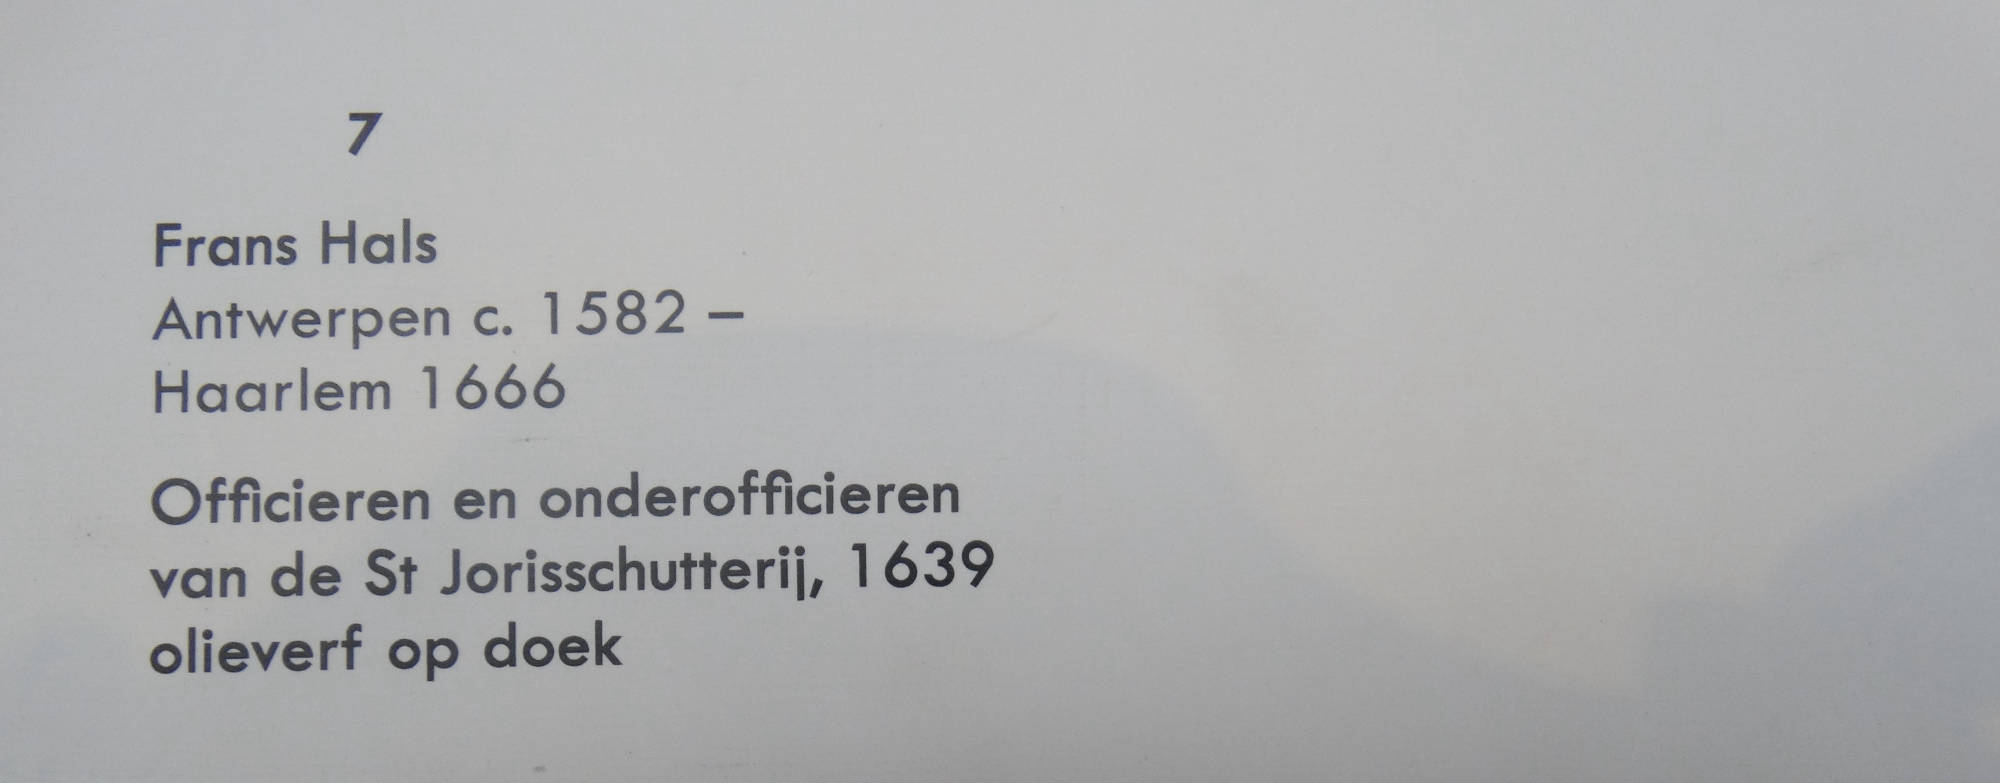 7
Frans Hals
Antwerpen c. 1582 –
Haarlem 1666
Officieren en onderofficieren
van de St Jorisschutterij, 1639
olieverf op doek